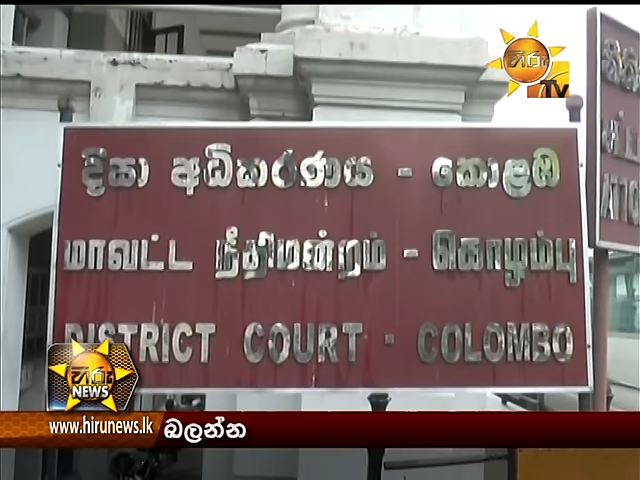 හිරු
TV
දිසා අධිකරණය - කොළඹ
மாவட்ட நீதிமன்றம் - கொழும்பு
DISTRICT COURT - COLOMBO
හිරු
NEWS
www.hirunews.lk බලන්න